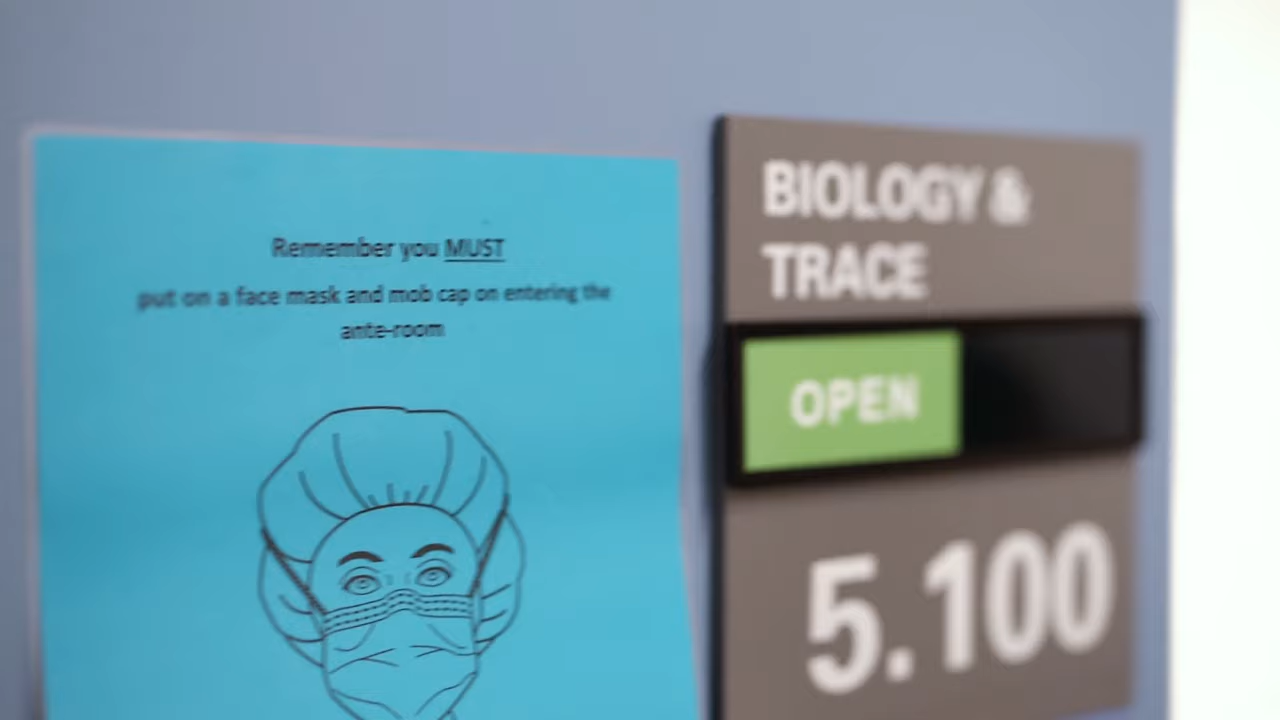 Remember you MUST
put on a face mask and mob cap on entering the
ante-room
BIOLOGY &
TRACE
OPEN
5.100